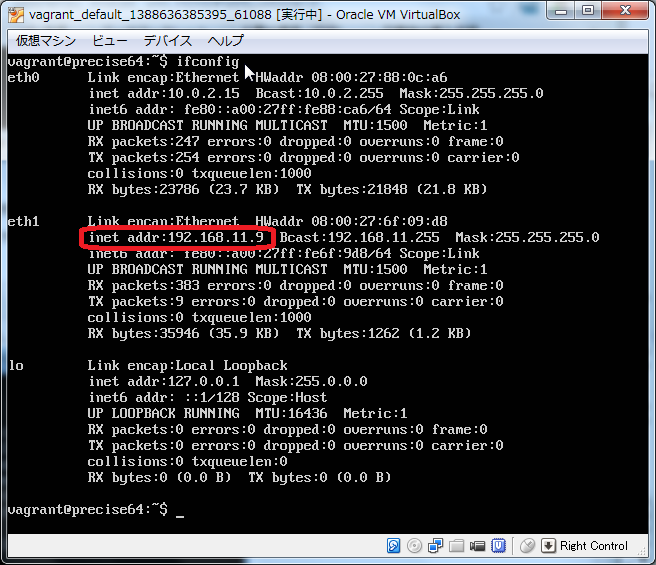 vagrant_default_1388636385395_61088 [実行中] - Oracle VM VirtualBox
仮想マシン ビュー デバイス ヘルプ
vagrant@precise64:~$ ifconfig
eth0 Link encap:Ethernet HWaddr 08:00:27:88:0c:a6
inet addr:10.0.2.15 Bcast:10.0.2.255 Mask:255.255.255.0
inet6 addr: fe80::a00:27ff:fe88:ca6/64 Scope:Link
UP BROADCAST RUNNING MULTICAST MTU:1500 Metric:1
RX packets:247 errors:0 dropped:0 overruns:0 frame:0
TX packets:254 errors:0 dropped:0 overruns:0 carrier:0
collisions:0 txqueuelen:1000
RX bytes:23786 (23.7 KB) TX bytes:21848 (21.8 KB)
eth1 Link encap:Ethernet HWaddr 08:00:27:6f:09:d8
inet addr:192.168.11.9 Bcast:192.168.11.255 Mask:255.255.255.0
inet6 addr: fe80::a00:27ff:fe6f:9d8/64 Scope:Link
UP BROADCAST RUNNING MULTICAST MTU:1500 Metric:1
RX packets:383 errors:0 dropped:0 overruns:0 frame:0
TX packets:9 errors:0 dropped:0 overruns:0 carrier:0
collisions:0 txqueuelen:1000
RX bytes:35946 (35.9 KB) TX bytes:1262 (1.2 KB)
lo Link encap:Local Loopback
inet addr:127.0.0.1 Mask:255.0.0.0
inet6 addr: ::1/128 Scope:Host
UP LOOPBACK RUNNING MTU:16436 Metric:1
RX packets:0 errors:0 dropped:0 overruns:0 frame:0
TX packets:0 errors:0 dropped:0 overruns:0 carrier:0
collisions:0 txqueuelen:0
RX bytes:0 (0.0 B) TX bytes:0 (0.0 B)
vagrant@precise64:~$ _
Right Control